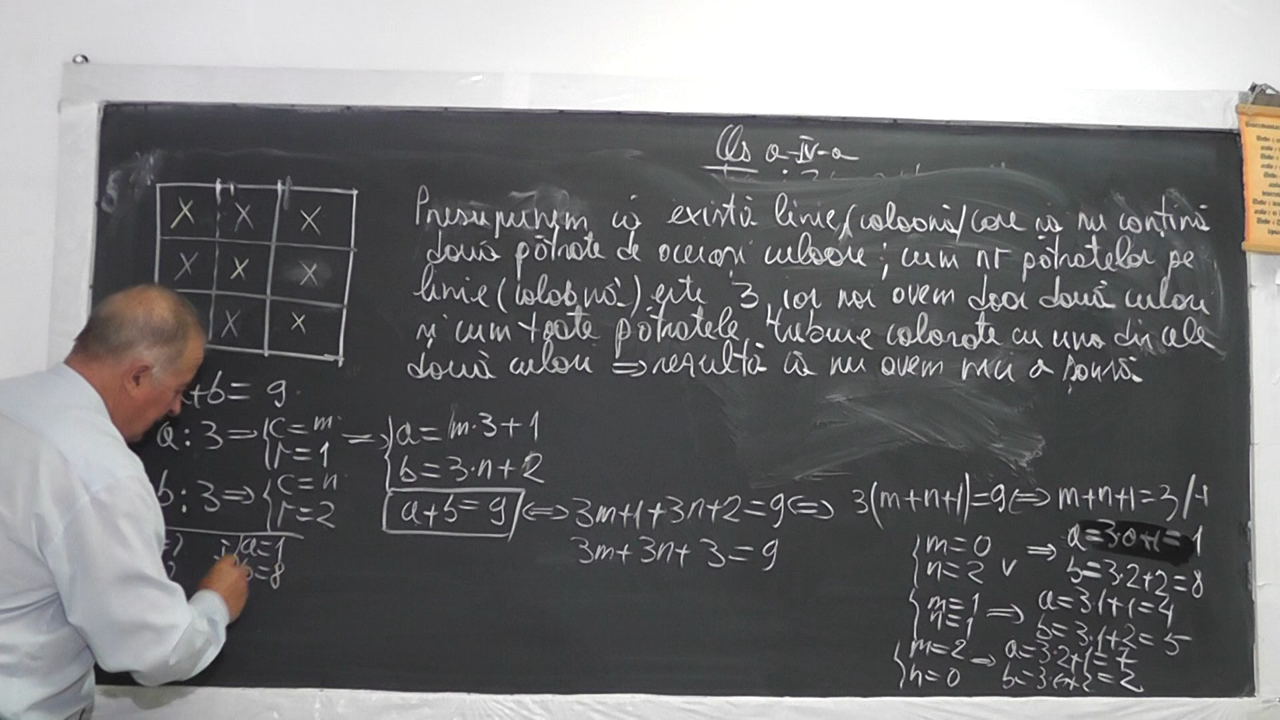 a-IV-a
X X X
X X X
X X
Presupunem că există linie/coloană/care să nu conțină
două pătrate de aceeași culoare; cum nr pătratelor pe
linie (coloană) este 3, iar noi avem doar două culori
și cum toate pătratele trebuie colorate cu una din cele
două culori ⇒ rezultă că nu avem
+b=9
a:3⇒{c=m r=1
b:3⇒{c=n r=2
⇒{a=m·3+1
b=3·n+2
a+b=9 ⇔ 3m+1+3n+2=9 ⇔ 3(m+n+1)=9 ⇔ m+n+1=3/-1
3m+3n+3=9
{m=0 n=2 ∨ ⇒ a=3·0+1=1
b=3·2+2=8
{m=1 n=1 ⇒ a=3·1+1=4
b=3·1+2=5
{m=2 n=0 ⇒ a=3·2+1=7
b=3·0+2=2
a=1
b=8